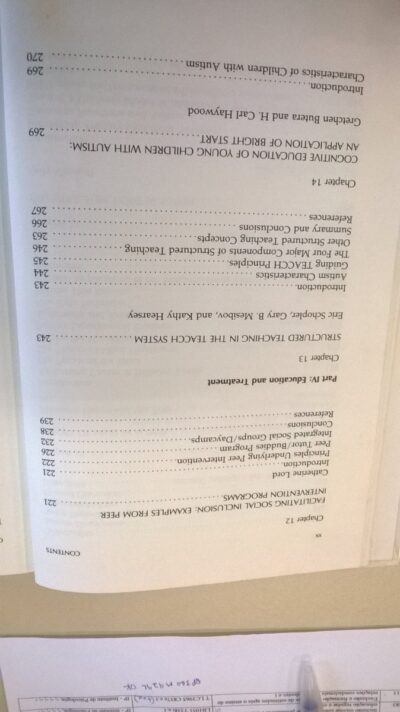 xx
CONTENTS
Chapter 12
FACILITATING SOCIAL INCLUSION: EXAMPLES FROM PEER
INTERVENTION PROGRAMS. 221
Catherine Lord
Introduction. 221
Principles Underlying Peer Intervention. 222
Peer Tutor/Buddies Program 226
Integrated Social Groups/Daycamps. 232
Conclusions 238
References 239
Part IV: Education and Treatment
Chapter 13
STRUCTURED TEACHING IN THE TEACCH SYSTEM 243
Eric Schopler, Gary B. Mesibov, and Kathy Hearsey
Introduction. 243
Autism Characteristics 244
Guiding TEACCH Principles. 245
The Four Major Components of Structured Teaching 246
Other Structured Teaching Concepts 263
Summary and Conclusions 266
References 267
Chapter 14
COGNITIVE EDUCATION OF YOUNG CHILDREN WITH AUTISM:
AN APPLICATION OF BRIGHT START. 269
Gretchen Butera and H. Carl Haywood
Introduction. 269
Characteristics of Children with Autism 270